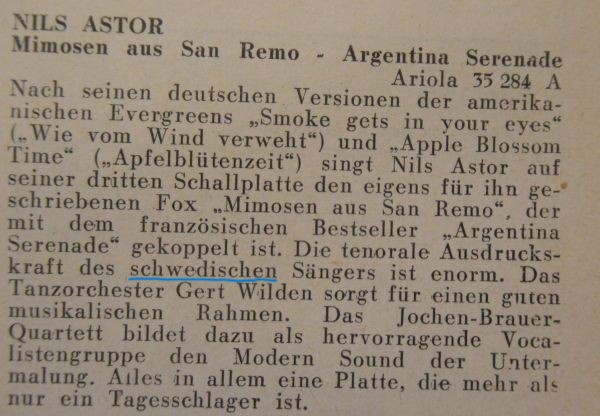 NILS ASTOR
Mimosen aus San Remo - Argentina Serenade
Ariola 35 284 A
Nach seinen deutschen Versionen der amerika-
nischen Evergreens „Smoke gets in your eyes“
(„Wie vom Wind verweht“) und „Apple Blossom
Time“ („Apfelblütenzeit“) singt Nils Astor auf
seiner dritten Schallplatte den eigens für ihn ge-
schriebenen Fox „Mimosen aus San Remo“, der
mit dem französischen Bestseller „Argentina
Serenade“ gekoppelt ist. Die tenorale Ausdrucks-
kraft des schwedischen Sängers ist enorm. Das
Tanzorchester Gert Wilden sorgt für einen guten
musikalischen Rahmen. Das Jochen-Brauer-
Quartett bildet dazu als hervorragende Voca-
listengruppe den Modern Sound der Unter-
malung. Alles in allem eine Platte, die mehr als
nur ein Tagesschlager ist.